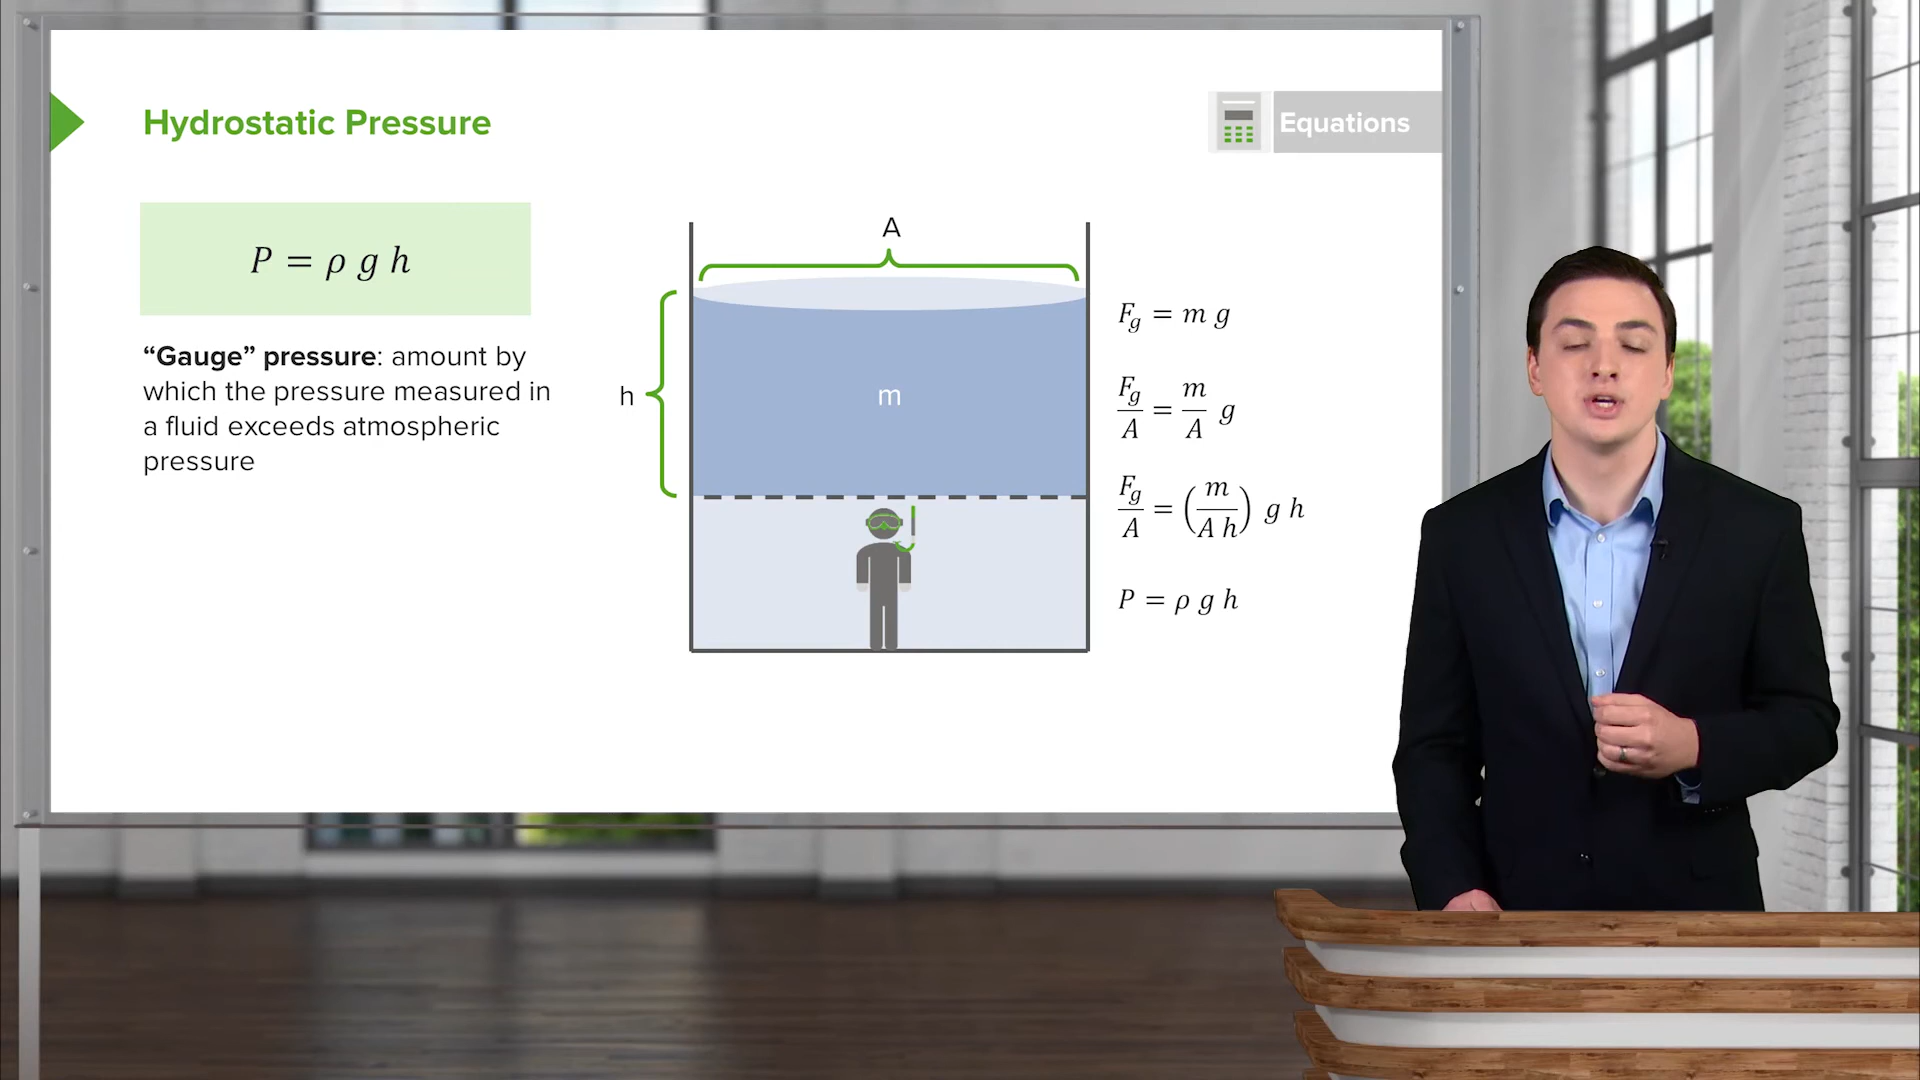 Hydrostatic Pressure
Equations
P = ρ g h
“Gauge” pressure: amount by
which the pressure measured in
a fluid exceeds atmospheric
pressure
A
h
m
F_g = m g
F_g/A = m/A g
F_g/A = (m/(A h)) g h
P = ρ g h